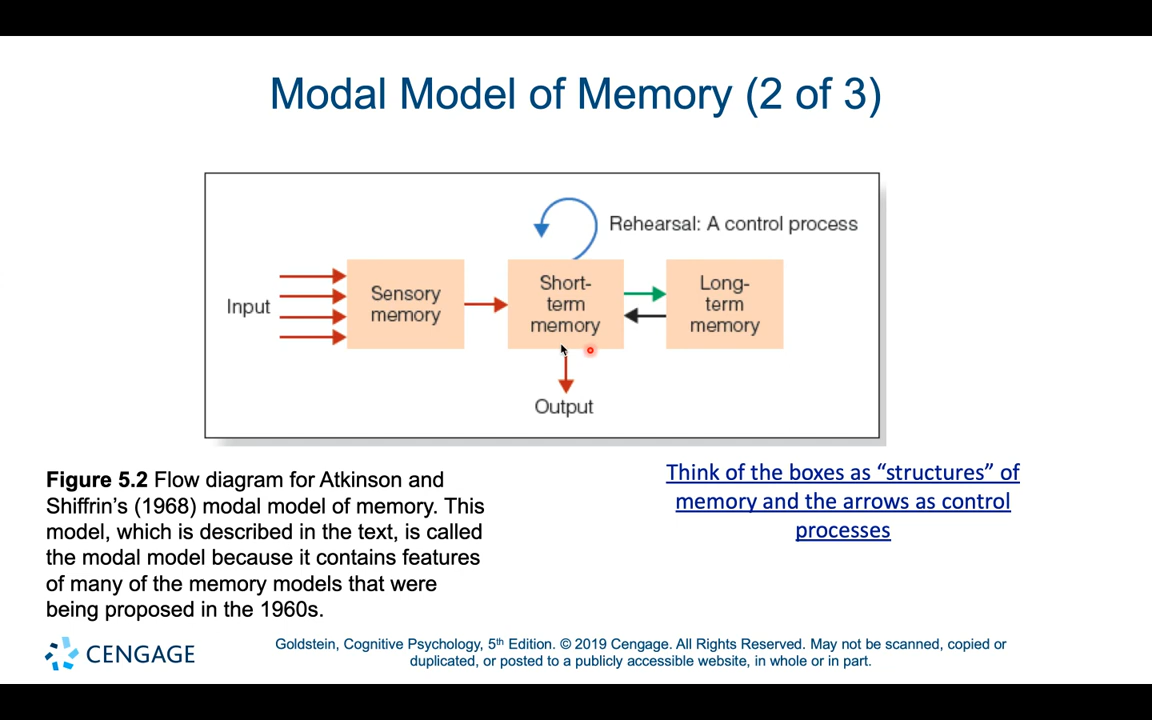 Modal Model of Memory (2 of 3)
Rehearsal: A control process
Input
Sensory
memory
Short-
term
memory
Long-
term
memory
Output
Figure 5.2 Flow diagram for Atkinson and
Shiffrin's (1968) modal model of memory. This
model, which is described in the text, is called
the modal model because it contains features
of many of the memory models that were
being proposed in the 1960s.
Think of the boxes as “structures” of
memory and the arrows as control
processes
CENGAGE
Goldstein, Cognitive Psychology, 5th Edition. © 2019 Cengage. All Rights Reserved. May not be scanned, copied or
duplicated, or posted to a publicly accessible website, in whole or in part.